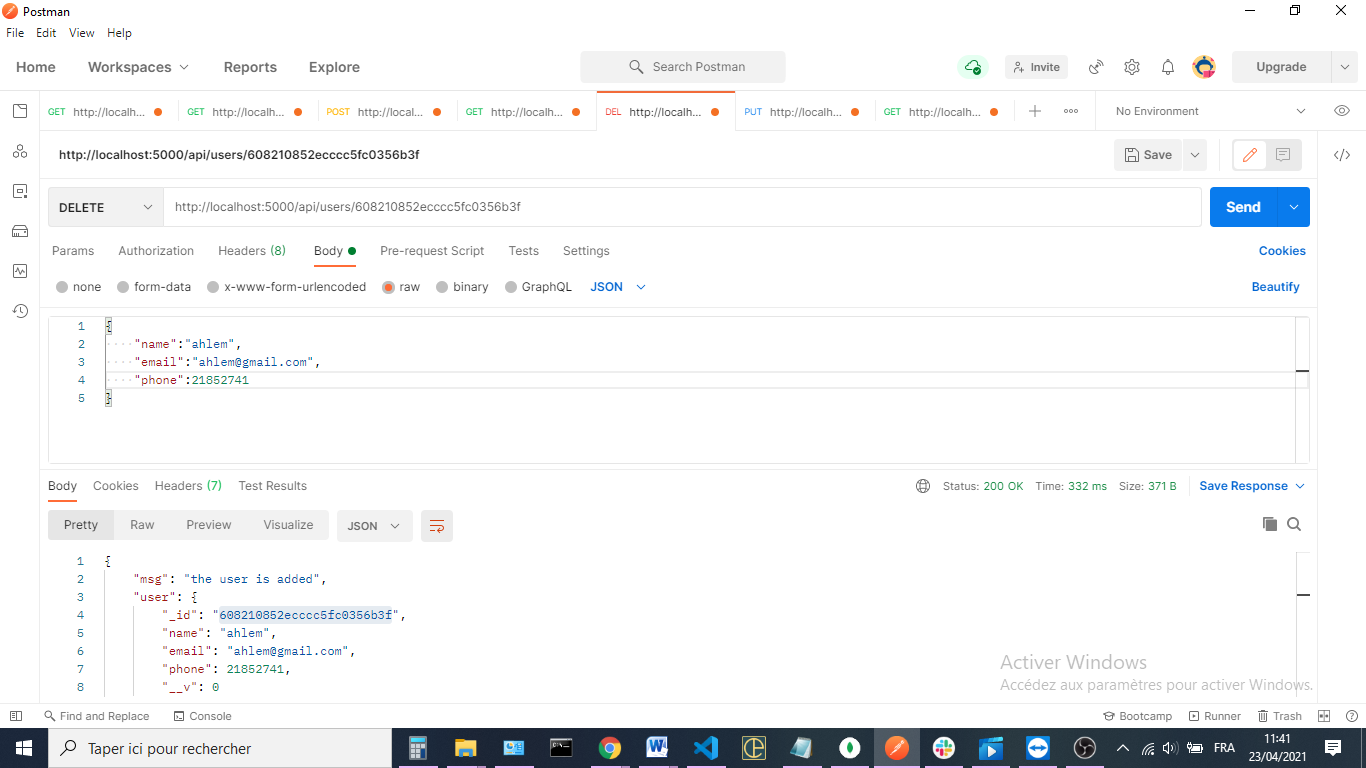 Postman
File Edit View Help
Home Workspaces Reports Explore Search Postman Invite Upgrade
GET http://localh... GET http://localh... POST http://local... GET http://localh... DEL http://localh... PUT http://localh... GET http://localh... No Environment
http://localhost:5000/api/users/608210852ecccc5fc0356b3f Save
DELETE http://localhost:5000/api/users/608210852ecccc5fc0356b3f Send
Params Authorization Headers (8) Body Pre-request Script Tests Settings Cookies
none form-data x-www-form-urlencoded raw binary GraphQL JSON Beautify
1 {
2 "name":"ahlem",
3 "email":"ahlem@gmail.com",
4 "phone":21852741
5 }
Body Cookies Headers (7) Test Results Status: 200 OK Time: 332 ms Size: 371 B Save Response
Pretty Raw Preview Visualize JSON
1 {
2 "msg": "the user is added",
3 "user": {
4 "_id": "608210852ecccc5fc0356b3f",
5 "name": "ahlem",
6 "email": "ahlem@gmail.com",
7 "phone": 21852741,
8 "__v": 0
Activer Windows
Accédez aux paramètres pour activer Windows.
Find and Replace Console Bootcamp Runner Trash
Taper ici pour rechercher FRA 11:41
23/04/2021